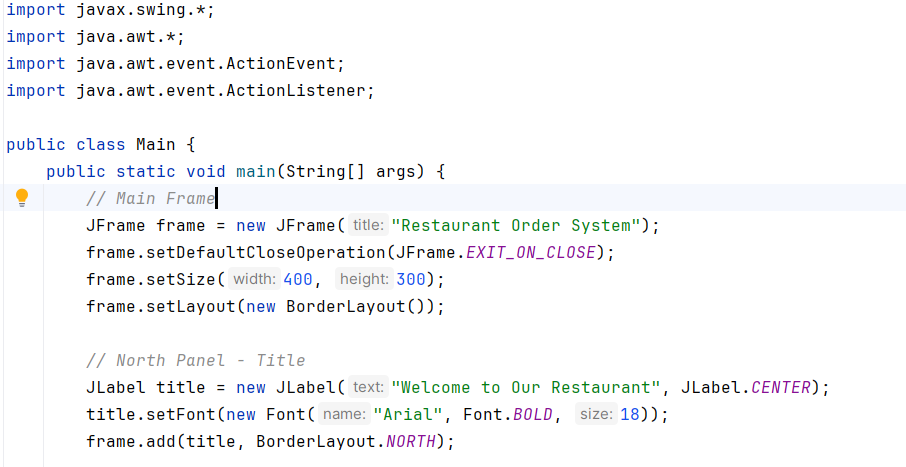 import javax.swing.*;
import java.awt.*;
import java.awt.event.ActionEvent;
import java.awt.event.ActionListener;

public class Main {
    public static void main(String[] args) {
        // Main Frame
        JFrame frame = new JFrame( title: "Restaurant Order System");
        frame.setDefaultCloseOperation(JFrame.EXIT_ON_CLOSE);
        frame.setSize( width: 400, height: 300);
        frame.setLayout(new BorderLayout());

        // North Panel - Title
        JLabel title = new JLabel( text: "Welcome to Our Restaurant", JLabel.CENTER);
        title.setFont(new Font( name: "Arial", Font.BOLD, size: 18));
        frame.add(title, BorderLayout.NORTH);